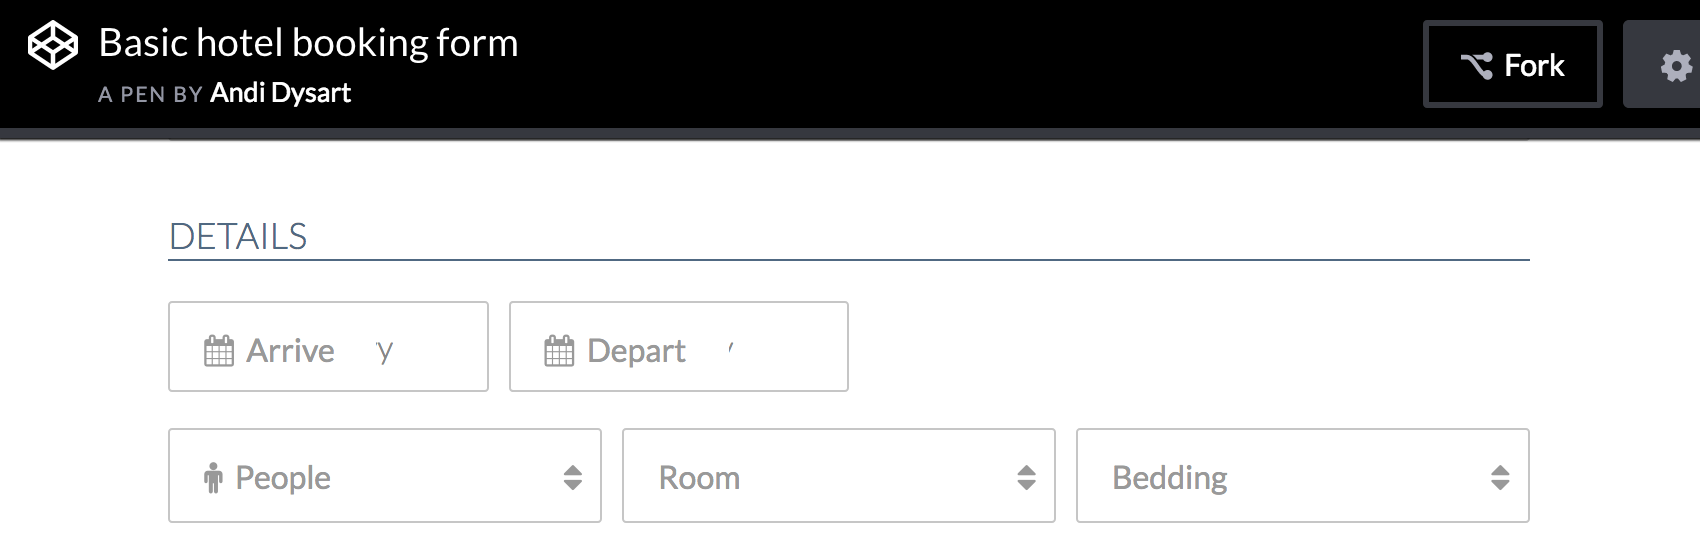 Basic hotel booking form
A PEN BY Andi Dysart
Fork
DETAILS
Arrive y
Depart
People
Room
Bedding